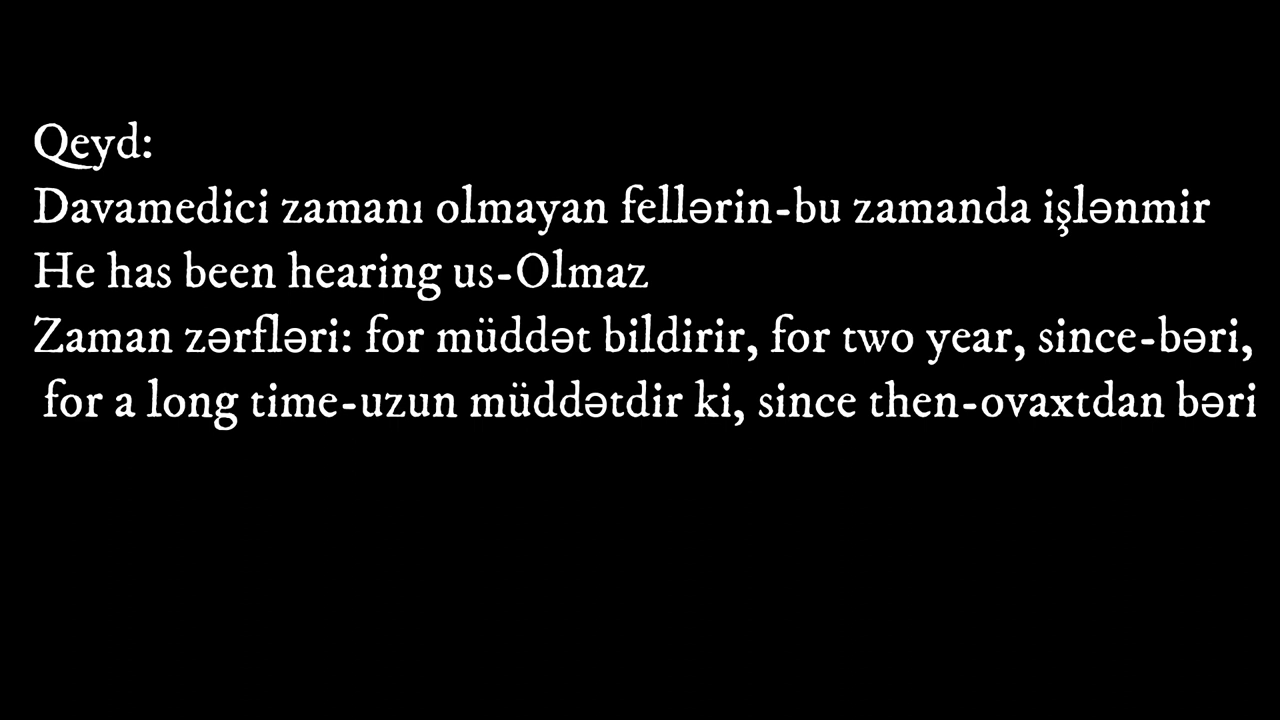 Qeyd:
Davamedici zamanı olmayan fellərin-bu zamanda işlənmir
He has been hearing us-Olmaz
Zaman zərfləri: for müddət bildirir, for two year, since-bəri,
for a long time-uzun müddətdir ki, since then-ovaxtdan bəri